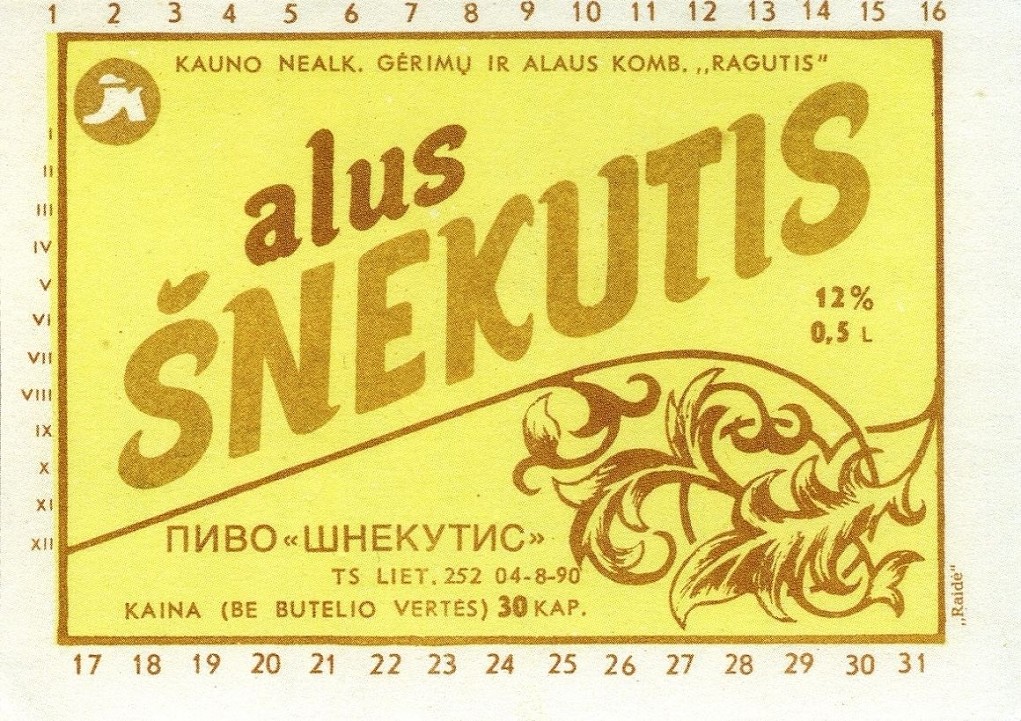 1 2 3 4 5 6 7 8 9 10 11 12 13 14 15 16
KAUNO NEALK. GĖRIMŲ IR ALAUS KOMB. ,,RAGUTIS"
I
II
III
IV
V
VI
VII
VIII
IX
X
XI
XII
alus
ŠNEKUTIS
12%
0,5 L
ПИВО «ШНЕКУТИС»
TS LIET. 252 04-8-90
KAINA (BE BUTELIO VERTĖS) 30 KAP.
,,Raidė"
17 18 19 20 21 22 23 24 25 26 27 28 29 30 31